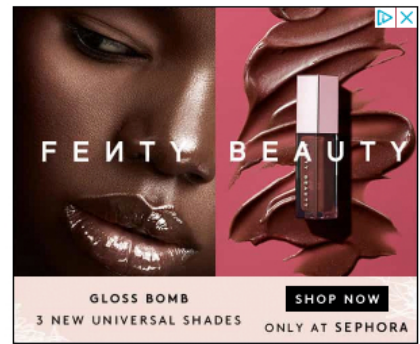 FENTY BEAUTY
GLOSS BOMB
3 NEW UNIVERSAL SHADES
SHOP NOW
ONLY AT SEPHORA